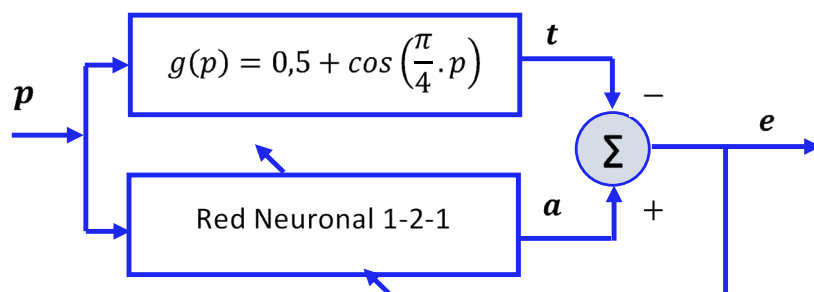 g(p) = 0,5 + cos(π/4 . p)
t
p
−
Σ
e
Red Neuronal 1-2-1
a
+